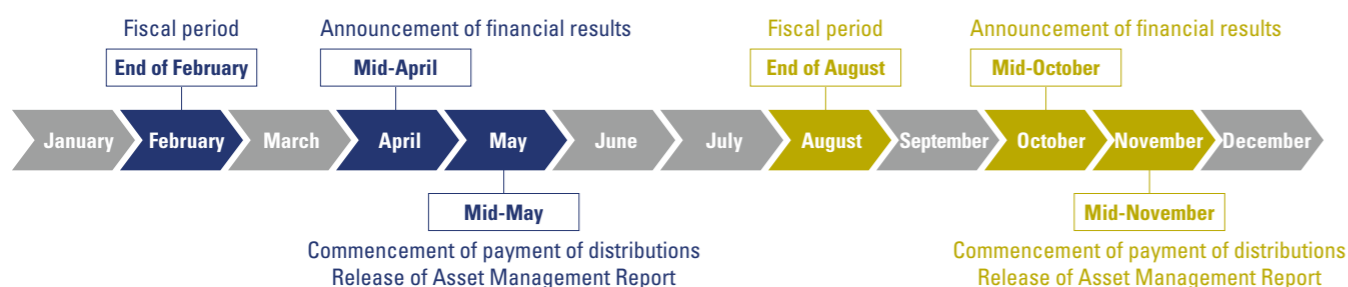 Fiscal period
End of February
Announcement of financial results
Mid-April
Fiscal period
End of August
Announcement of financial results
Mid-October
January
February
March
April
May
June
July
August
September
October
November
December
Mid-May
Commencement of payment of distributions
Release of Asset Management Report
Mid-November
Commencement of payment of distributions
Release of Asset Management Report